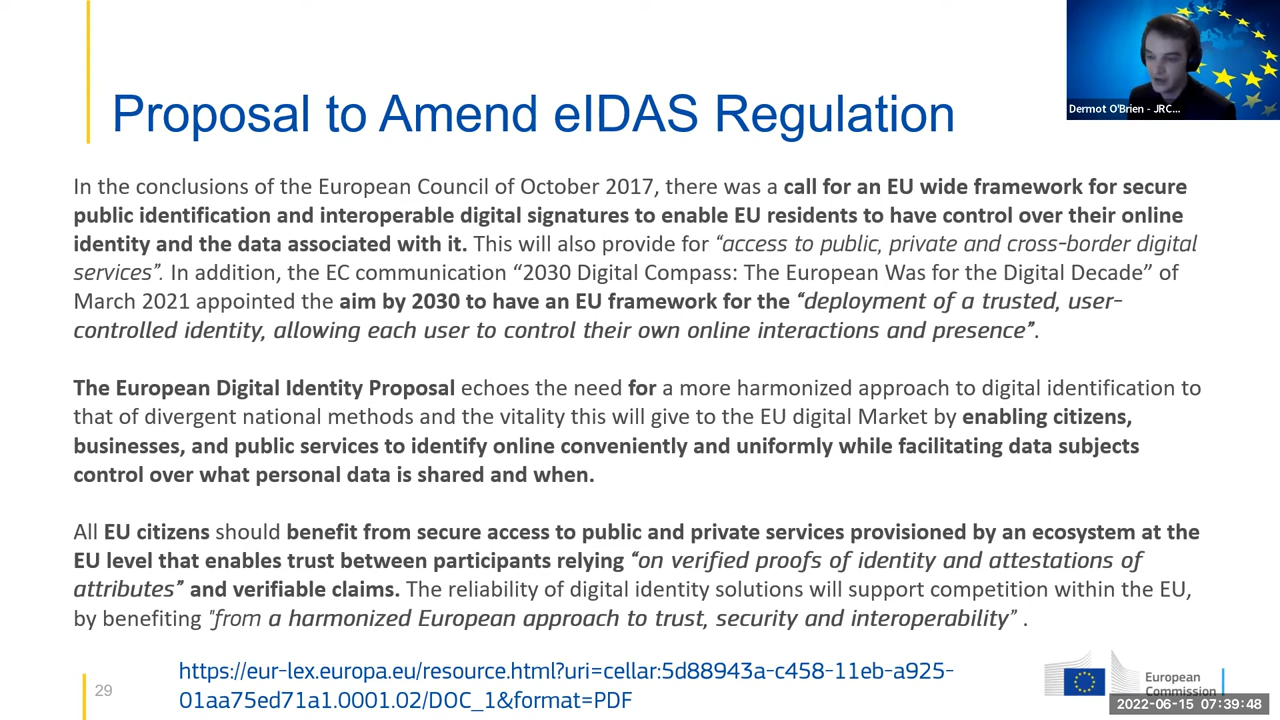 Dermot O'Brien - JRC...
Proposal to Amend eIDAS Regulation
In the conclusions of the European Council of October 2017, there was a call for an EU wide framework for secure
public identification and interoperable digital signatures to enable EU residents to have control over their online
identity and the data associated with it. This will also provide for “access to public, private and cross-border digital
services”. In addition, the EC communication “2030 Digital Compass: The European Was for the Digital Decade” of
March 2021 appointed the aim by 2030 to have an EU framework for the “deployment of a trusted, user-
controlled identity, allowing each user to control their own online interactions and presence”.
The European Digital Identity Proposal echoes the need for a more harmonized approach to digital identification to
that of divergent national methods and the vitality this will give to the EU digital Market by enabling citizens,
businesses, and public services to identify online conveniently and uniformly while facilitating data subjects
control over what personal data is shared and when.
All EU citizens should benefit from secure access to public and private services provisioned by an ecosystem at the
EU level that enables trust between participants relying “on verified proofs of identity and attestations of
attributes” and verifiable claims. The reliability of digital identity solutions will support competition within the EU,
by benefiting "from a harmonized European approach to trust, security and interoperability” .
https://eur-lex.europa.eu/resource.html?uri=cellar:5d88943a-c458-11eb-a925-
01aa75ed71a1.0001.02/DOC_1&format=PDF
29
European
Commission
2022-06-15 07:39:48